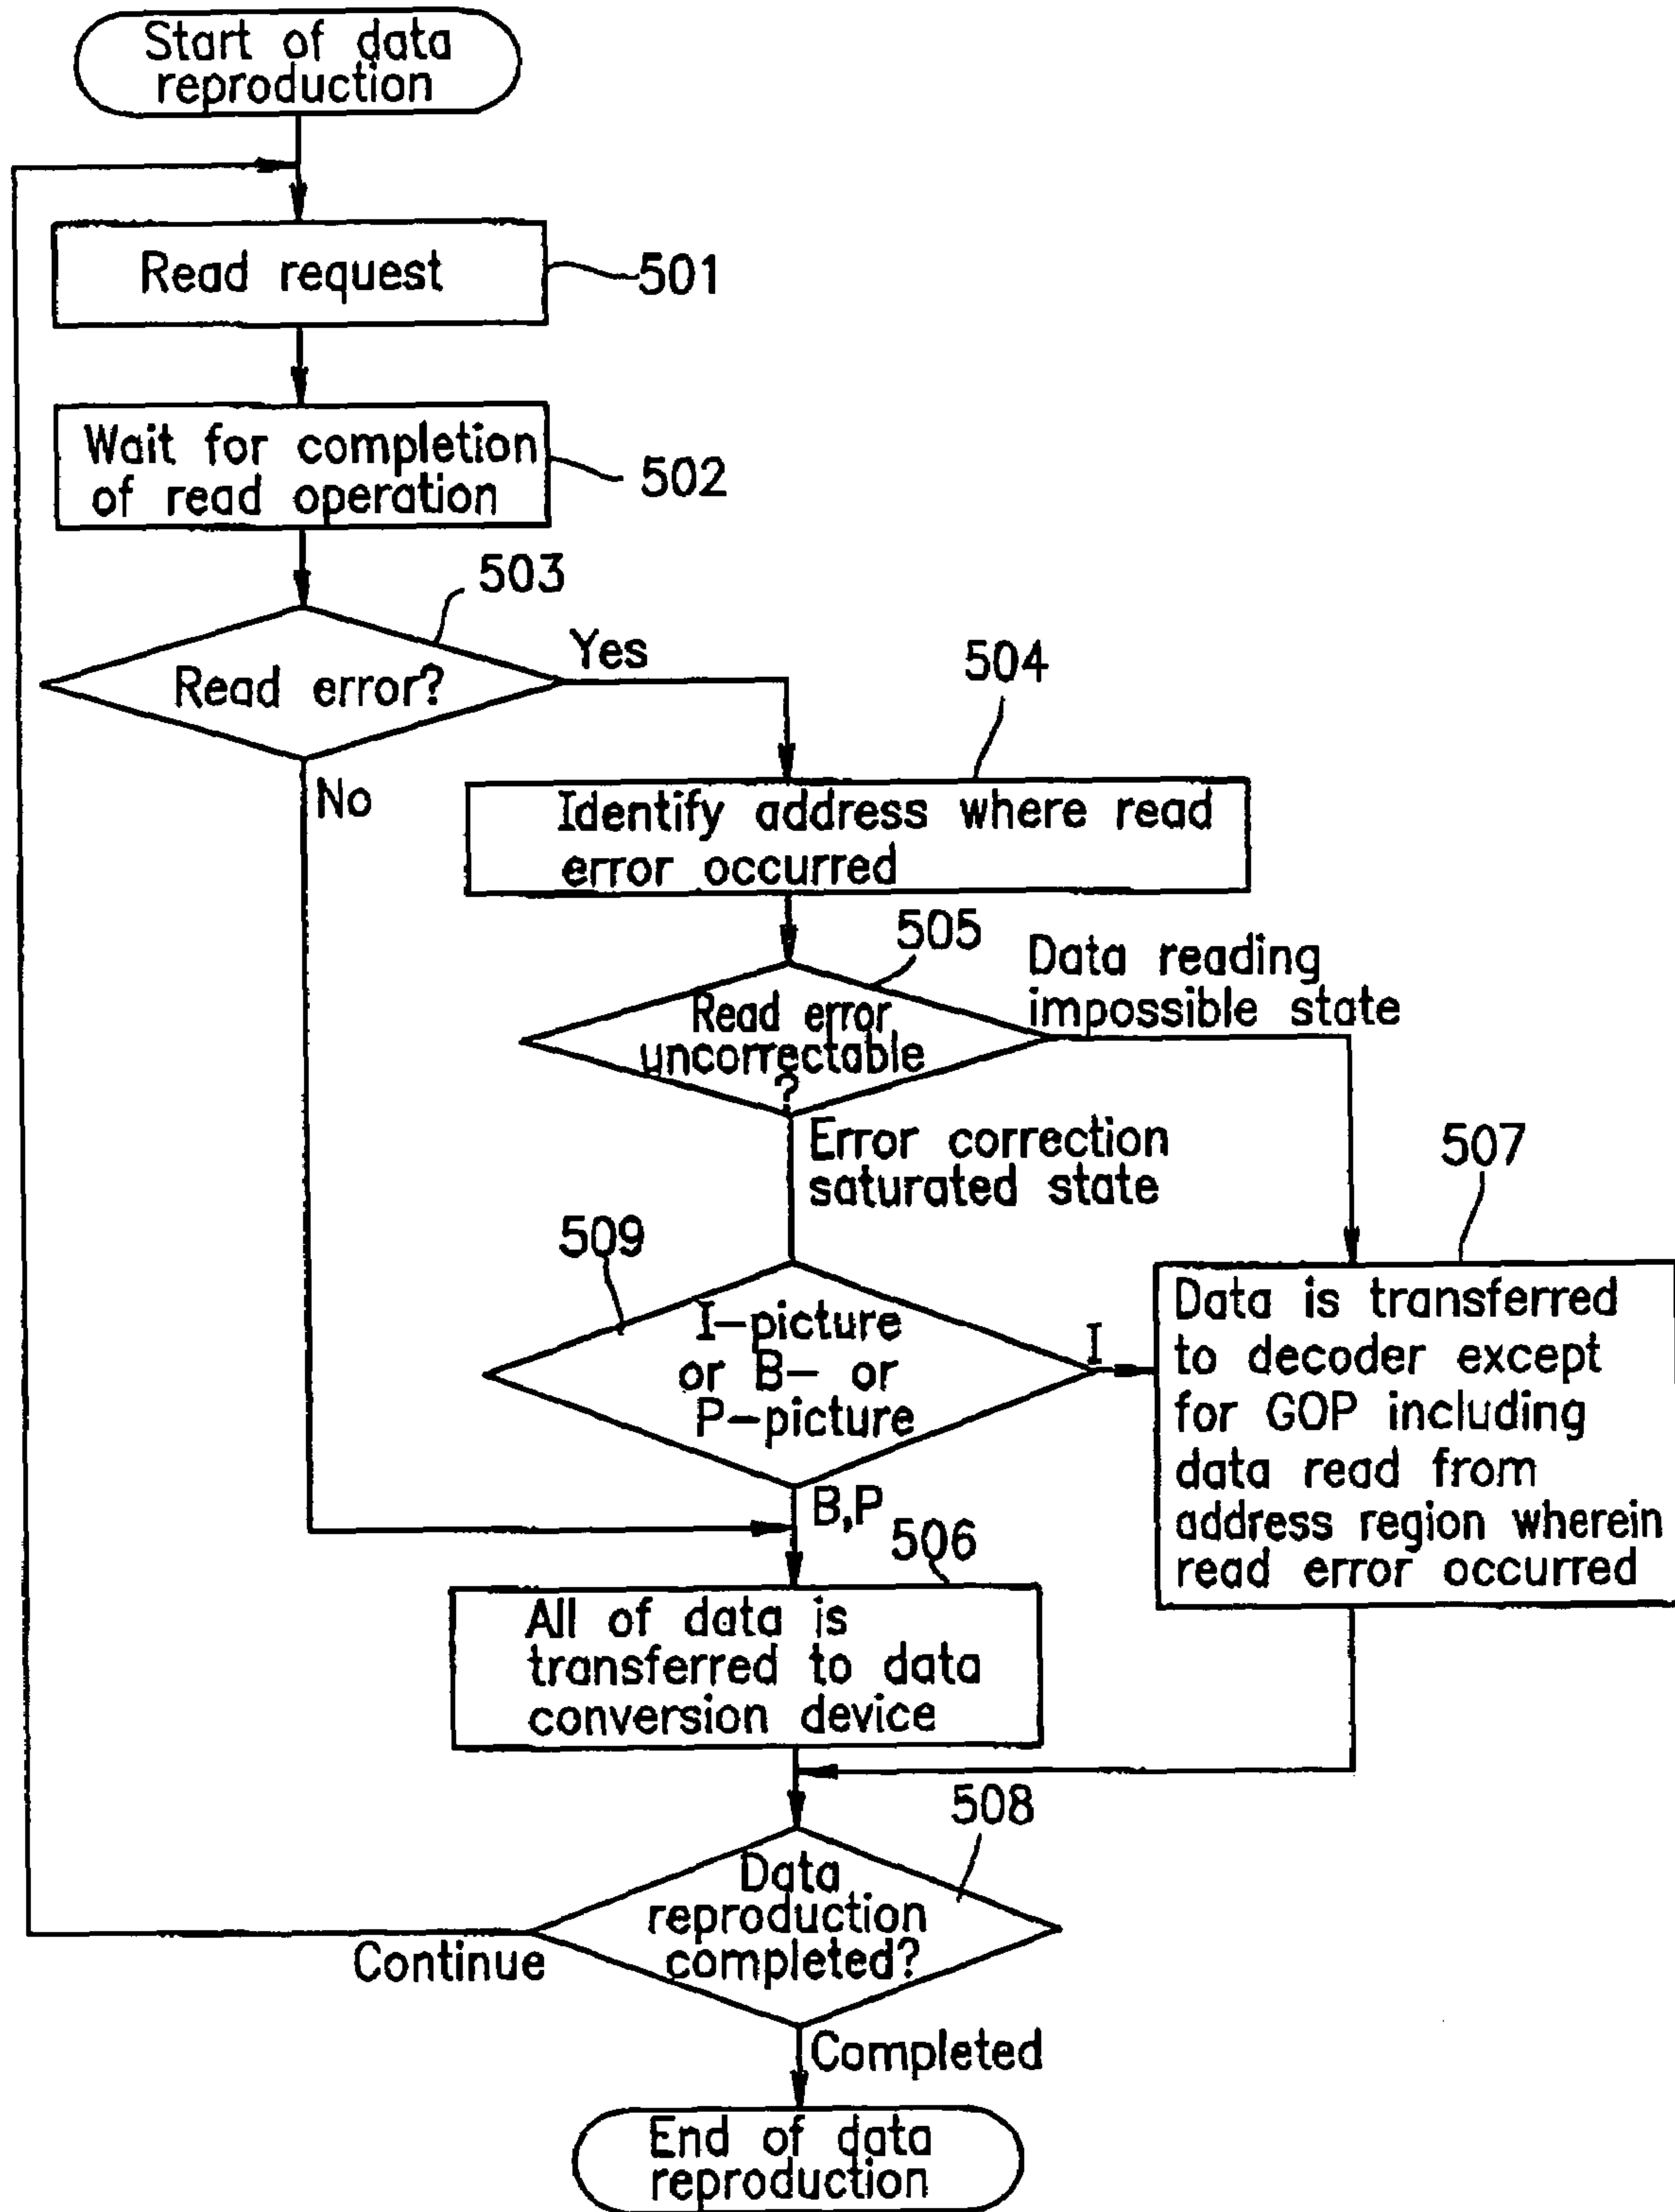 Start of data
reproduction
Read request
501
Wait for completion
of read operation
502
503
Read error?
Yes
No
504
Identify address where read
error occurred
505
Read error
uncorrectable
?
Data reading
impossible state
Error correction
saturated state
507
509
I-picture
or B- or
P-picture
I
B,P
Data is transferred
to decoder except
for GOP including
data read from
address region wherein
read error occurred
506
All of data is
transferred to data
conversion device
508
Data
reproduction
completed?
Continue
Completed
End of data
reproduction